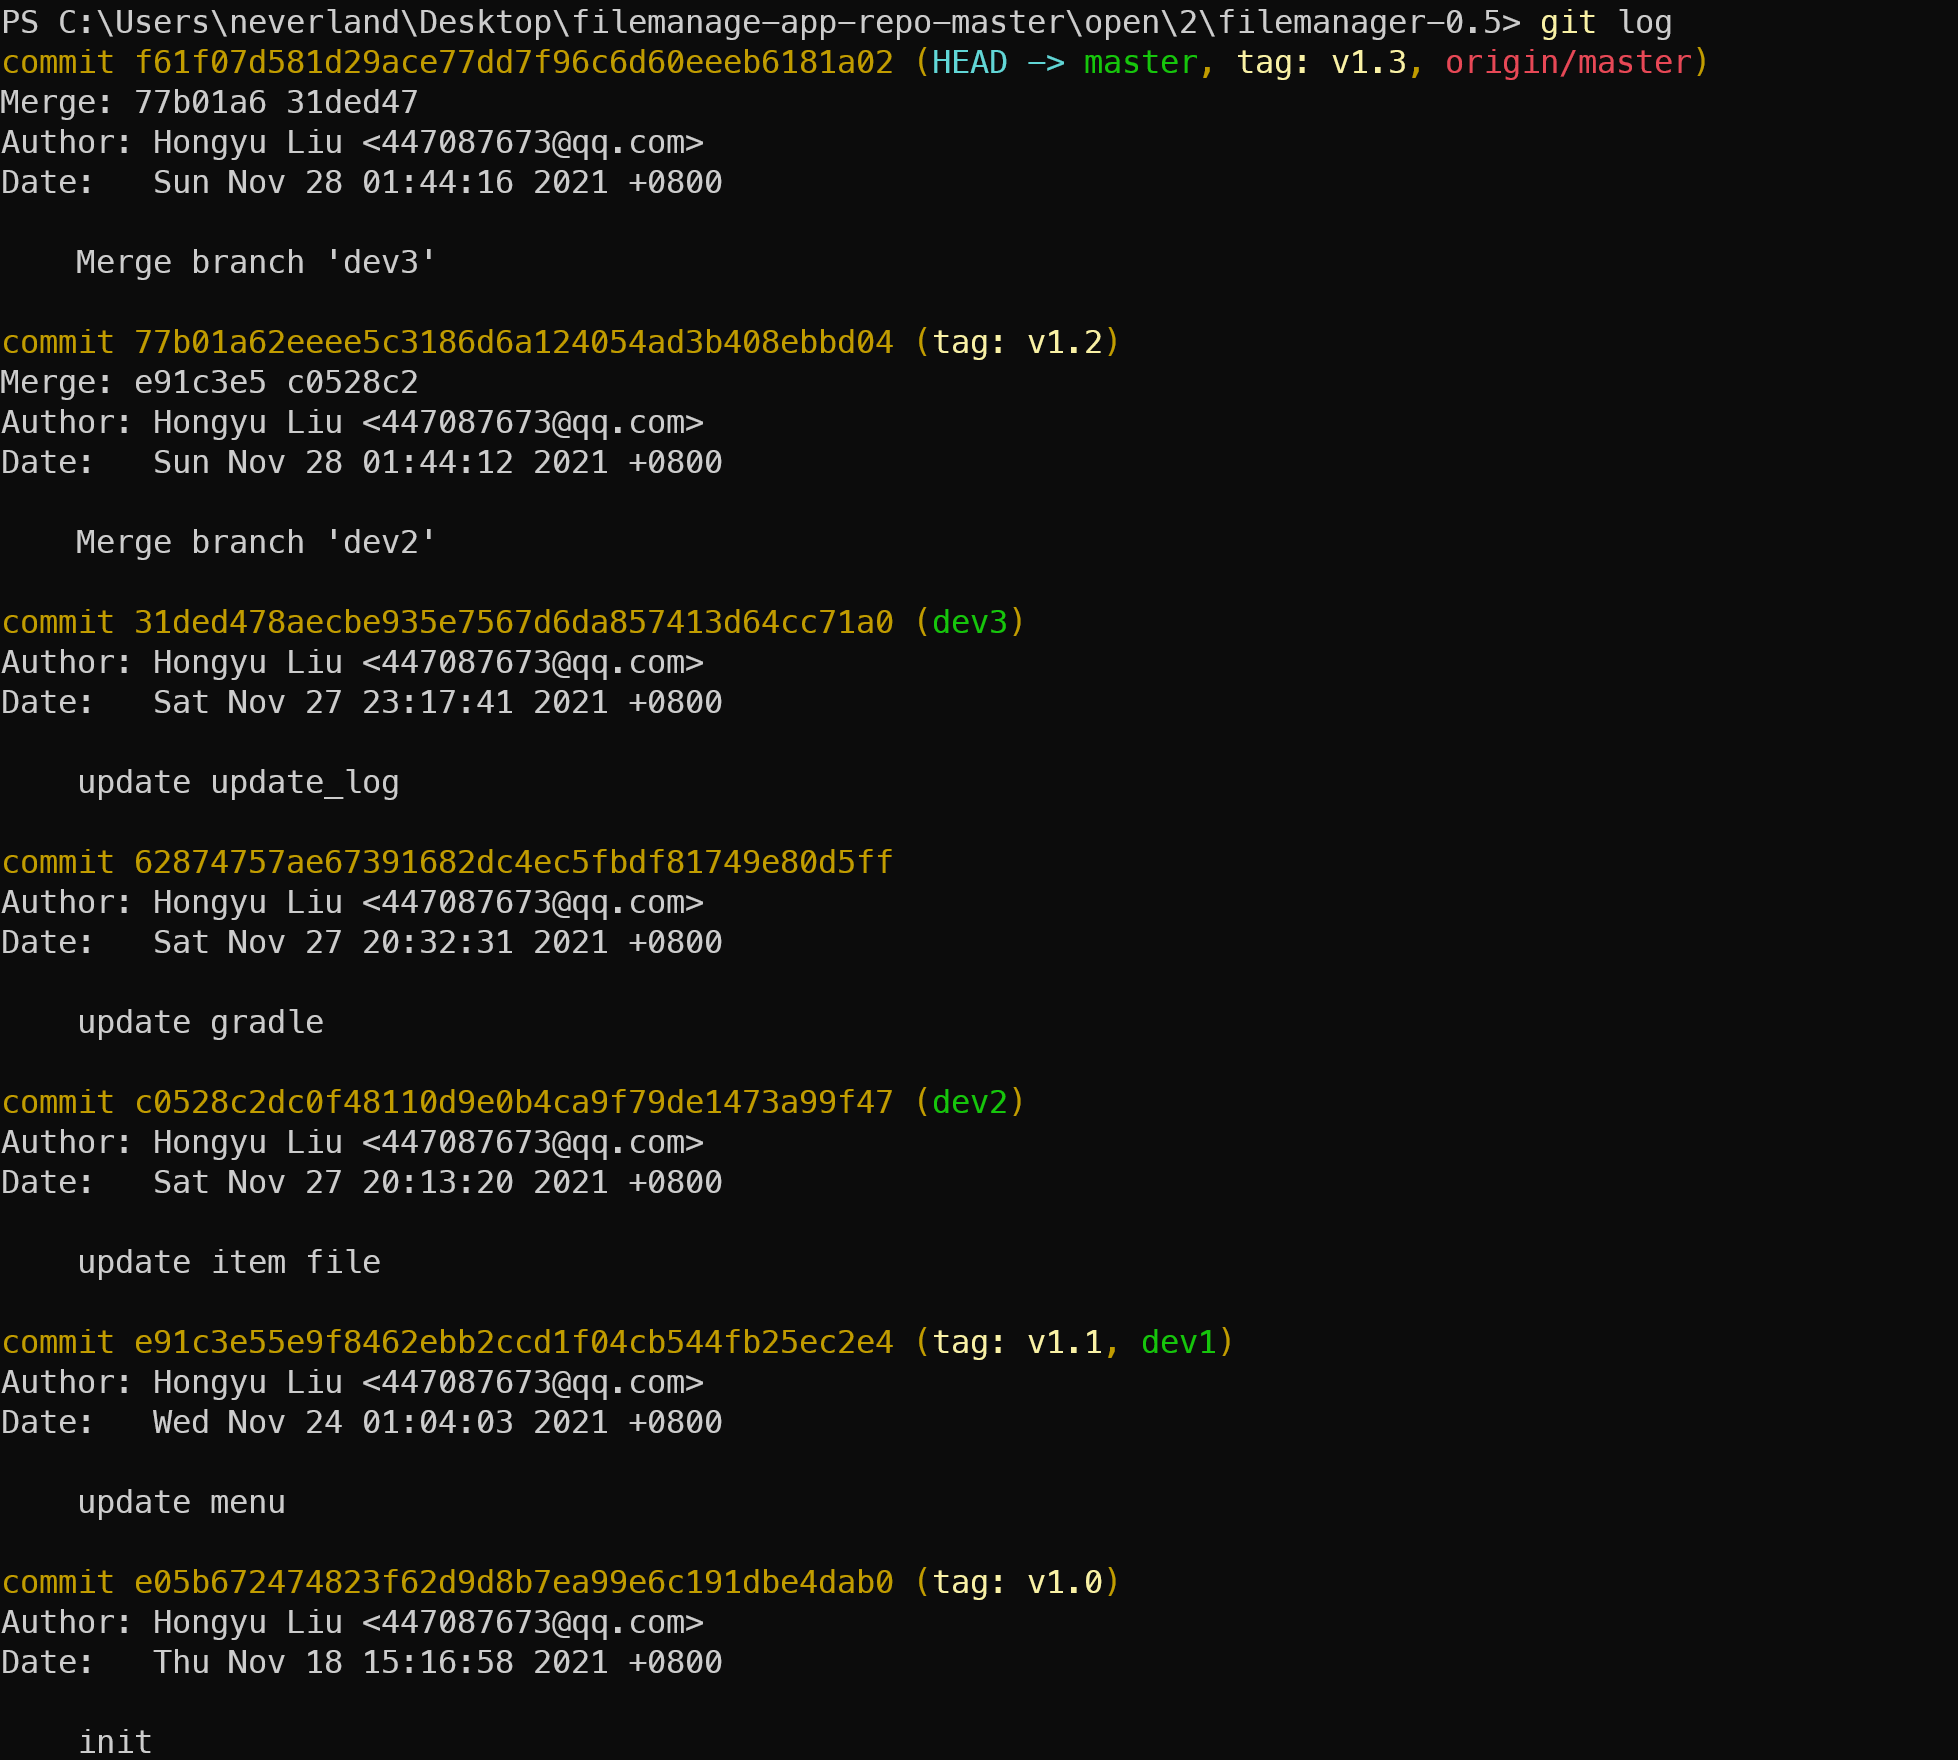 PS C:\Users\neverland\Desktop\filemanage-app-repo-master\open\2\filemanager-0.5> git log
commit f61f07d581d29ace77dd7f96c6d60eeeb6181a02 (HEAD -> master, tag: v1.3, origin/master)
Merge: 77b01a6 31ded47
Author: Hongyu Liu <447087673@qq.com>
Date:   Sun Nov 28 01:44:16 2021 +0800

    Merge branch 'dev3'

commit 77b01a62eeee5c3186d6a124054ad3b408ebbd04 (tag: v1.2)
Merge: e91c3e5 c0528c2
Author: Hongyu Liu <447087673@qq.com>
Date:   Sun Nov 28 01:44:12 2021 +0800

    Merge branch 'dev2'

commit 31ded478aecbe935e7567d6da857413d64cc71a0 (dev3)
Author: Hongyu Liu <447087673@qq.com>
Date:   Sat Nov 27 23:17:41 2021 +0800

    update update_log

commit 62874757ae67391682dc4ec5fbdf81749e80d5ff
Author: Hongyu Liu <447087673@qq.com>
Date:   Sat Nov 27 20:32:31 2021 +0800

    update gradle

commit c0528c2dc0f48110d9e0b4ca9f79de1473a99f47 (dev2)
Author: Hongyu Liu <447087673@qq.com>
Date:   Sat Nov 27 20:13:20 2021 +0800

    update item file

commit e91c3e55e9f8462ebb2ccd1f04cb544fb25ec2e4 (tag: v1.1, dev1)
Author: Hongyu Liu <447087673@qq.com>
Date:   Wed Nov 24 01:04:03 2021 +0800

    update menu

commit e05b672474823f62d9d8b7ea99e6c191dbe4dab0 (tag: v1.0)
Author: Hongyu Liu <447087673@qq.com>
Date:   Thu Nov 18 15:16:58 2021 +0800

    init